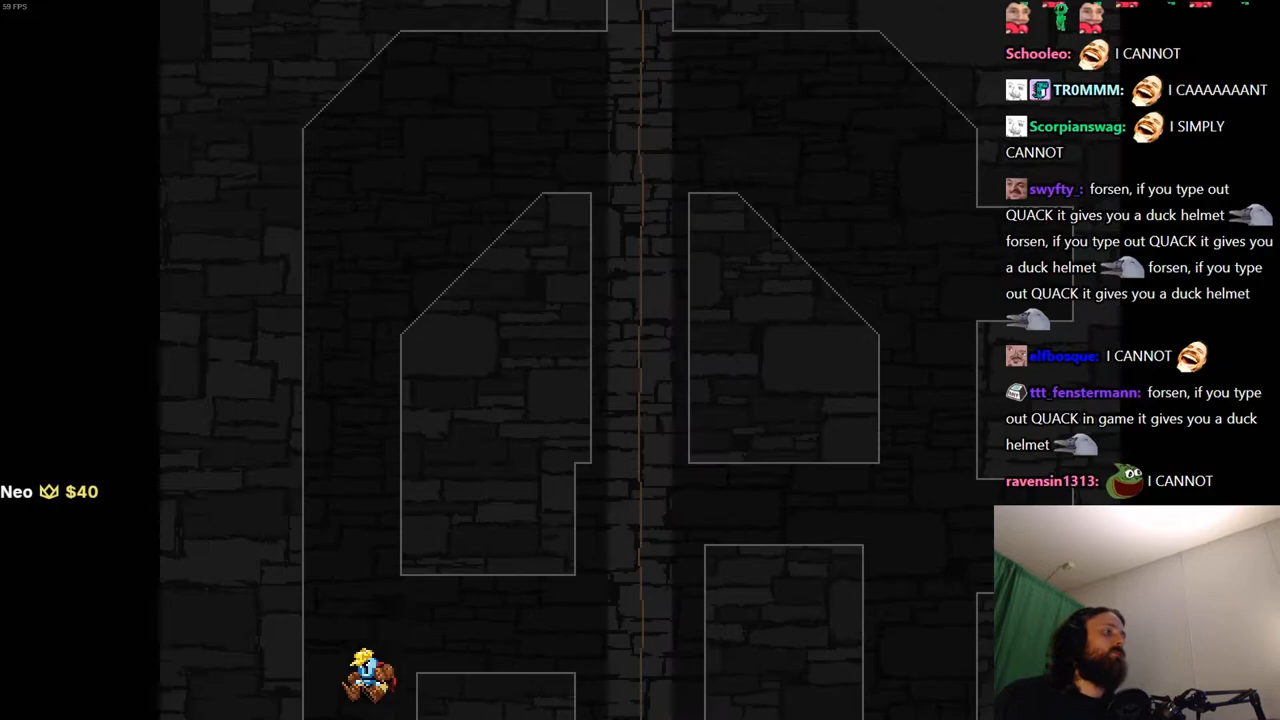 59 FPS
Schooleo: I CANNOT
TR0MMM: I CAAAAAAANT
Scorpianswag: I SIMPLY
CANNOT
swyfty_: forsen, if you type out
QUACK it gives you a duck helmet
forsen, if you type out QUACK it gives you
a duck helmet forsen, if you type
out QUACK it gives you a duck helmet
elfbosque: I CANNOT
ttt_fenstermann: forsen, if you type
out QUACK in game it gives you a duck
helmet
Neo $40
ravensin1313: I CANNOT